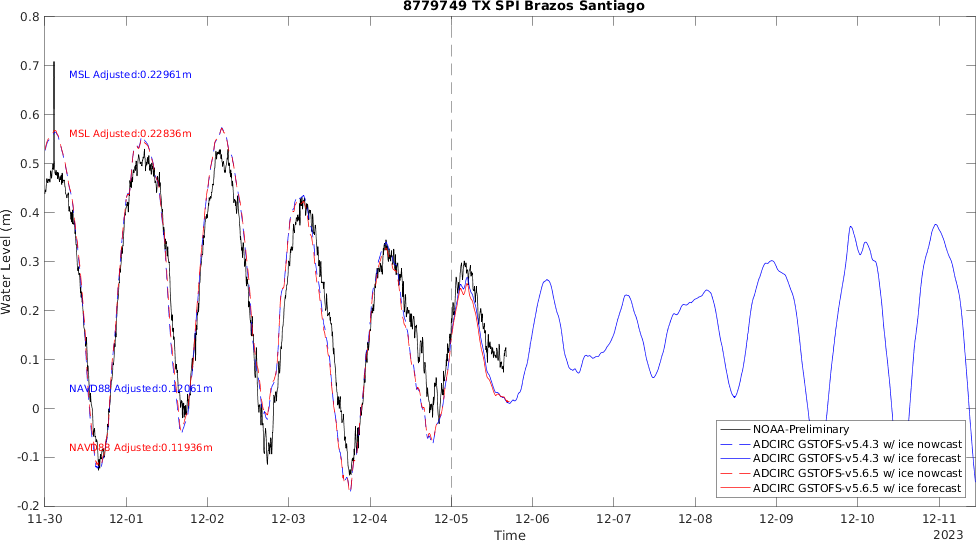 8779749 TX SPI Brazos Santiago
0.8
0.7
0.6
0.5
0.4
0.3
0.2
0.1
0
-0.1
-0.2
Water Level (m)
MSL Adjusted:0.22961m
MSL Adjusted:0.22836m
NAVD88 Adjusted:0.12061m
NAVD88 Adjusted:0.11936m
NOAA-Preliminary
ADCIRC GSTOFS-v5.4.3 w/ ice nowcast
ADCIRC GSTOFS-v5.4.3 w/ ice forecast
ADCIRC GSTOFS-v5.6.5 w/ ice nowcast
ADCIRC GSTOFS-v5.6.5 w/ ice forecast
11-30 12-01 12-02 12-03 12-04 12-05 12-06 12-07 12-08 12-09 12-10 12-11
2023
Time